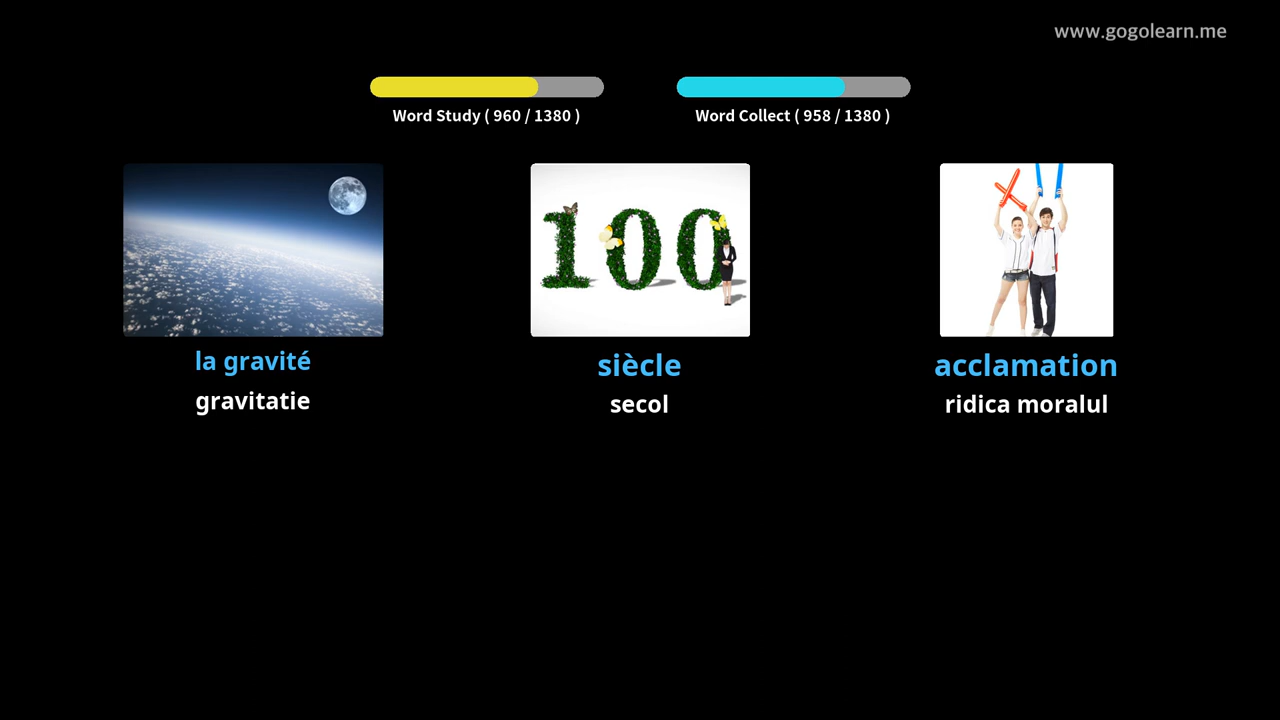 www.gogolearn.me
Word Study ( 960 / 1380 )
Word Collect ( 958 / 1380 )
100
la gravité
gravitatie
siècle
secol
acclamation
ridica moralul